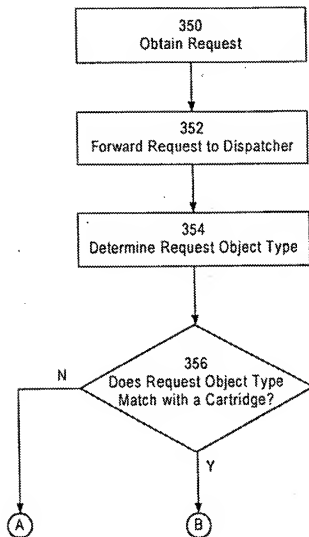 350
Obtain Request
352
Forward Request to Dispatcher
354
Determine Request Object Type
356
Does Request Object Type
Match with a Cartridge?
N
Y
A
B